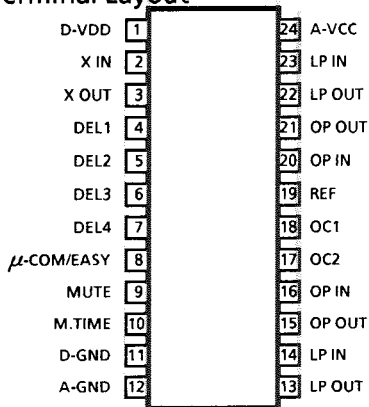 Terminal Layout
D-VDD 1 24 A-VCC
X IN 2 23 LP IN
X OUT 3 22 LP OUT
DEL1 4 21 OP OUT
DEL2 5 20 OP IN
DEL3 6 19 REF
DEL4 7 18 OC1
μ-COM/EASY 8 17 OC2
MUTE 9 16 OP IN
M.TIME 10 15 OP OUT
D-GND 11 14 LP IN
A-GND 12 13 LP OUT